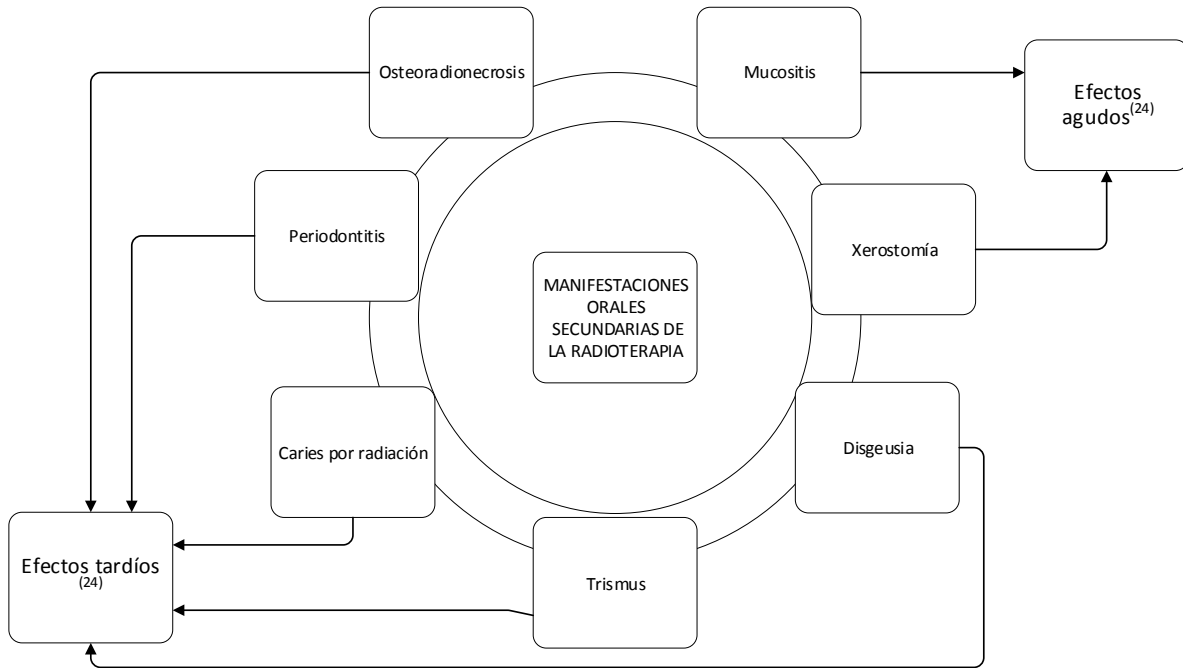 Osteoradionecrosis
Mucositis
Efectos
agudos(24)
Periodontitis
Xerostomía
MANIFESTACIONES
ORALES
SECUNDARIAS DE
LA RADIOTERAPIA
Caries por radiación
Disgeusia
Efectos tardíos
(24)
Trismus